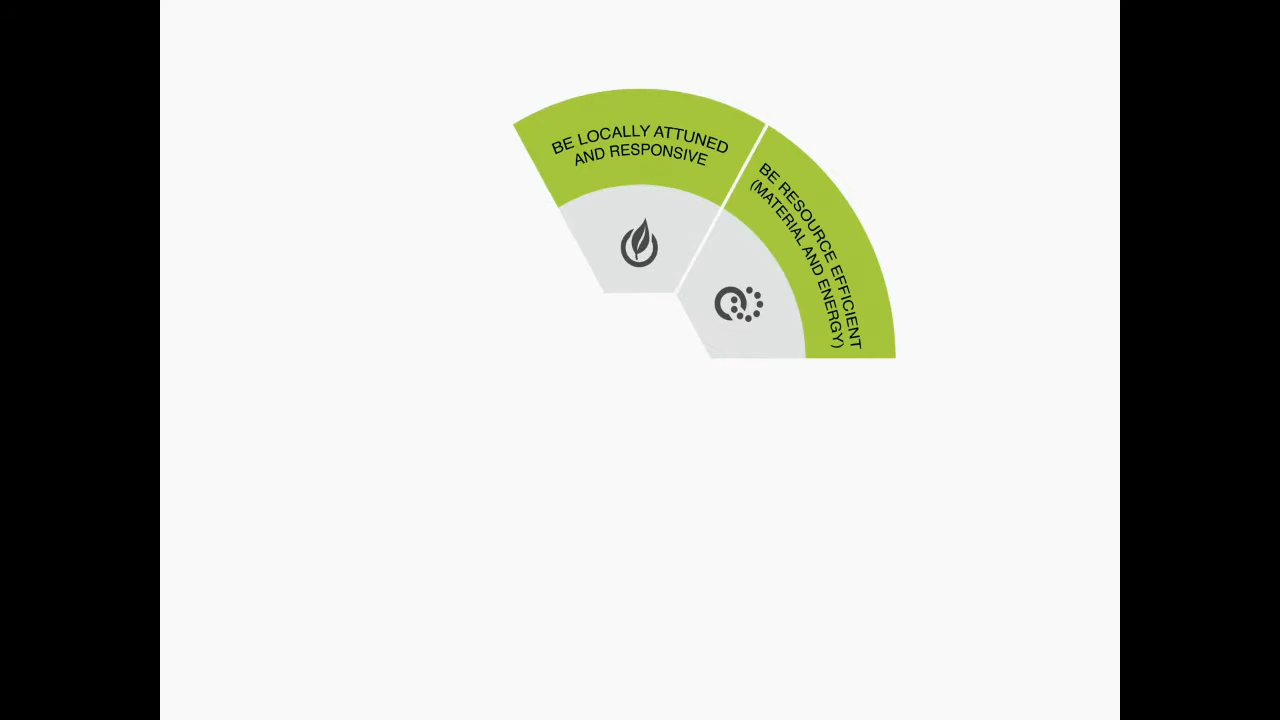 BE LOCALLY ATTUNED
AND RESPONSIVE
BE RESOURCE EFFICIENT
(MATERIAL AND ENERGY)